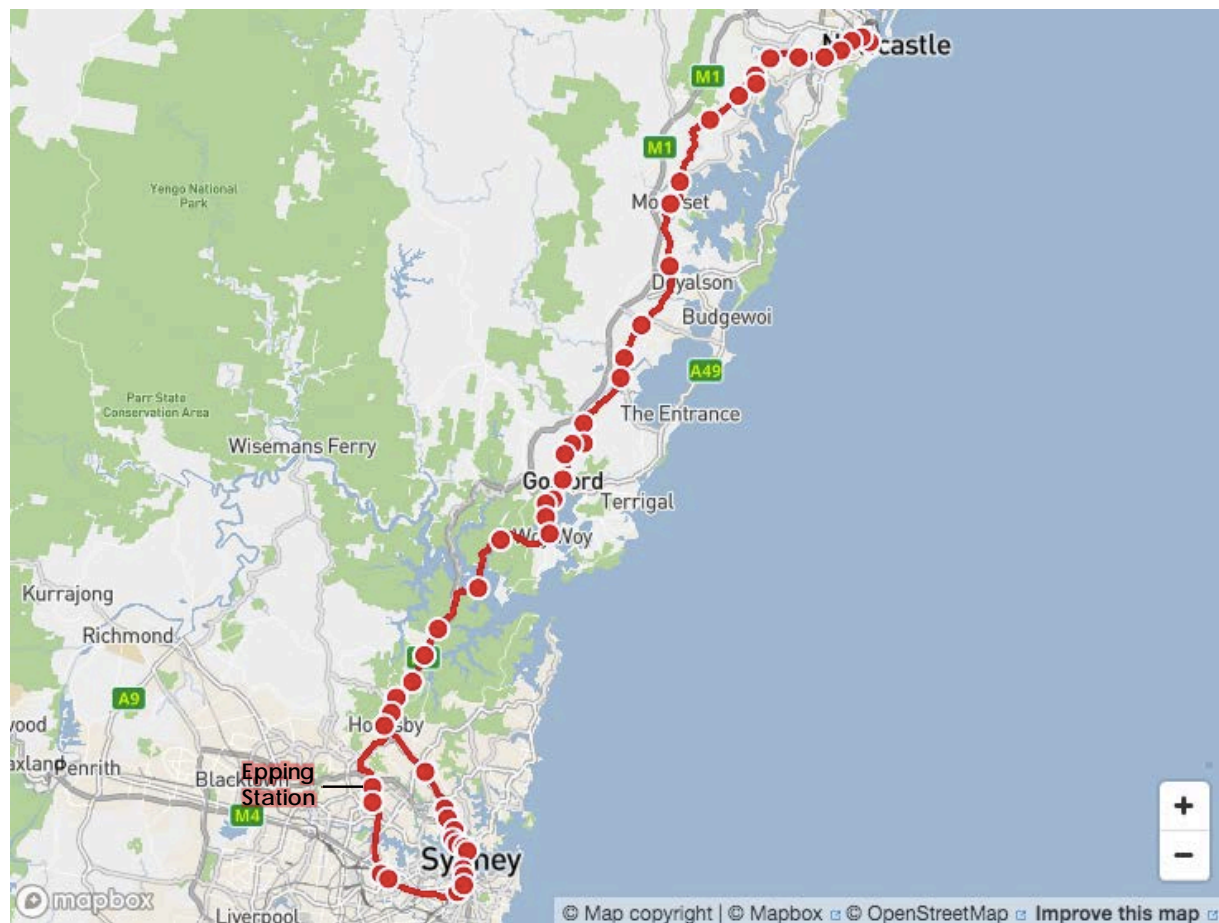 Newcastle
M1
M1
Yengo National
Park
Morisset
Doyalson
Budgewoi
A49
Parr State
Conservation Area
The Entrance
Wisemans Ferry
Gosford
Terrigal
Woy Woy
Kurrajong
Richmond
A9
Hornsby
wood
axland
Penrith
Blacktown
Epping
Station
M4
Sydney
Liverpool
+
−
mapbox
© Map copyright | © Mapbox © OpenStreetMap Improve this map